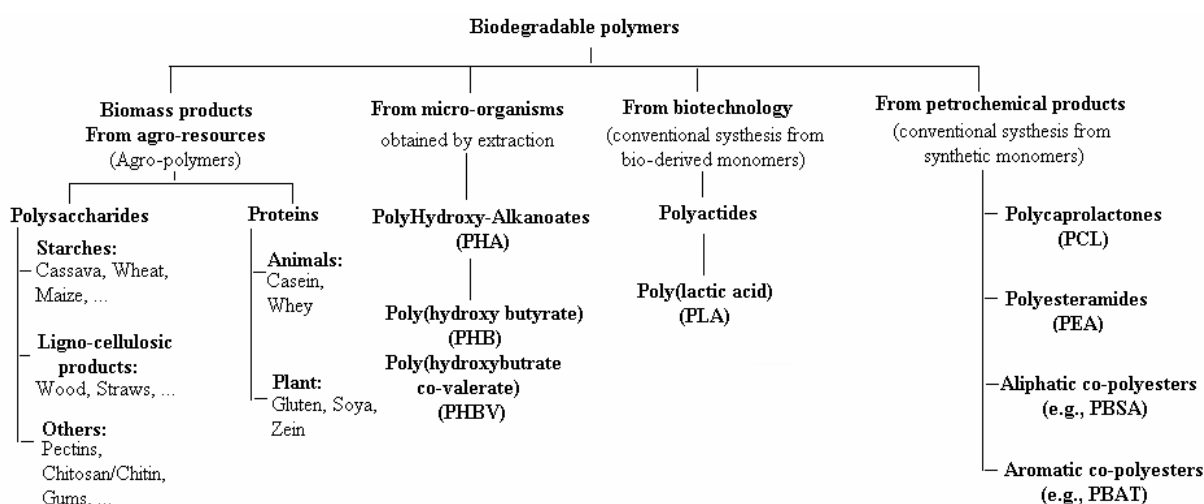 Biodegradable polymers
Biomass products
From agro-resources
(Agro-polymers)
Polysaccharides
Starches:
Cassava, Wheat,
Maize, ...
Ligno-cellulosic
products:
Wood, Straws, ...
Others:
Pectins,
Chitosan/Chitin,
Gums, ...
Proteins
Animals:
Casein,
Whey
Plant:
Gluten, Soya,
Zein
From micro-organisms
obtained by extraction
PolyHydroxy-Alkanoates
(PHA)
Poly(hydroxy butyrate)
(PHB)
Poly(hydroxybutrate
co-valerate)
(PHBV)
From biotechnology
(conventional systhesis from
bio-derived monomers)
Polyactides
Poly(lactic acid)
(PLA)
From petrochemical products
(conventional systhesis from
synthetic monomers)
Polycaprolactones
(PCL)
Polyesteramides
(PEA)
Aliphatic co-polyesters
(e.g., PBSA)
Aromatic co-polyesters
(e.g., PBAT)